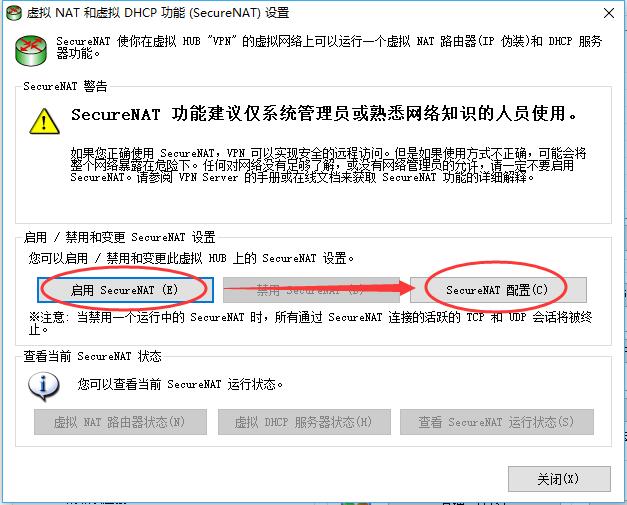 虚拟 NAT 和虚拟 DHCP 功能 (SecureNAT) 设置
SecureNAT 使你在虚拟 HUB "VPN" 的虚拟网络上可以运行一个虚拟 NAT 路由器(IP 伪装)和 DHCP 服务
器功能。
SecureNAT 警告
SecureNAT 功能建议仅系统管理员或熟悉网络知识的人员使用。
如果您正确使用 SecureNAT, VPN 可以实现安全的远程访问。但是如果使用方式不正确,可能会将
整个网络暴露在危险下。任何对网络没有足够了解,或没有网络管理员的允许,请一定不要启用
SecureNAT。请参阅 VPN Server 的手册或在线文档来获取 SecureNAT 功能的详细解释。
启用 / 禁用和变更 SecureNAT 设置
您可以启用 / 禁用和变更此虚拟 HUB 上的 SecureNAT 设置。
启用 SecureNAT (E)
禁用 SecureNAT (D)
SecureNAT 配置(C)
※注意: 当禁用一个运行中的 SecureNAT 时,所有通过 SecureNAT 连接的活跃的 TCP 和 UDP 会话将被终
止。
查看当前 SecureNAT 状态
您可以查看当前 SecureNAT 运行状态。
虚拟 NAT 路由器状态(N)
虚拟 DHCP 服务器状态(H)
查看 SecureNAT 运行状态(S)
关闭(X)